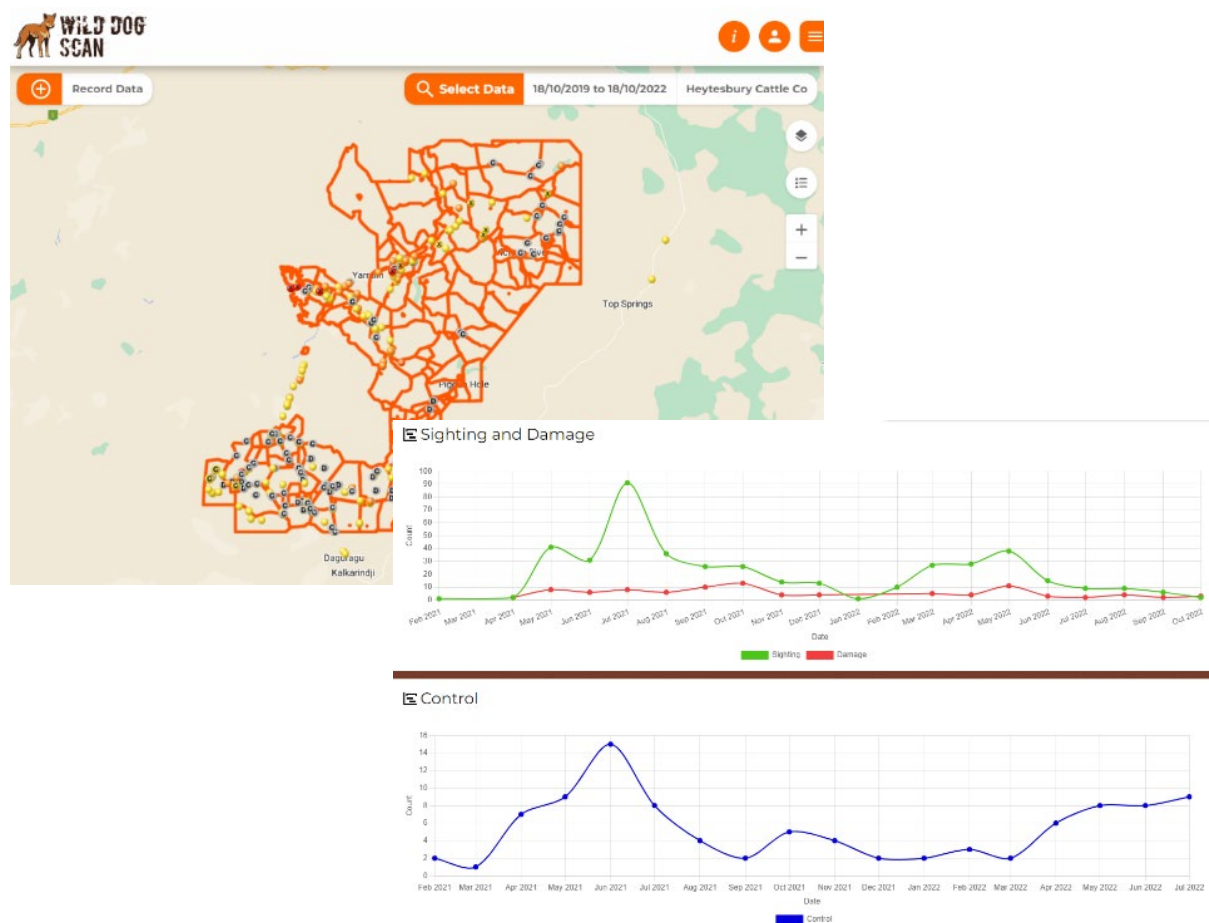 WILD DOG
SCAN
i
Record Data
Select Data 18/10/2019 to 18/10/2022 Heytesbury Cattle Co
Top Springs
Daguragu
Kalkarindji
Sighting and Damage
100
90
80
70
60
50
40
30
20
10
0
Count
Feb 2021 Mar 2021 Apr 2021 May 2021 Jun 2021 Jul 2021 Aug 2021 Sep 2021 Oct 2021 Nov 2021 Dec 2021 Jan 2022 Feb 2022 Mar 2022 Apr 2022 May 2022 Jun 2022 Jul 2022 Aug 2022 Sep 2022 Oct 2022
Date
Sighting Damage
Control
16
14
12
10
8
6
4
2
0
Count
Feb 2021 Mar 2021 Apr 2021 May 2021 Jun 2021 Jul 2021 Aug 2021 Sep 2021 Oct 2021 Nov 2021 Dec 2021 Jan 2022 Feb 2022 Mar 2022 Apr 2022 May 2022 Jun 2022 Jul 2022
Date
Control